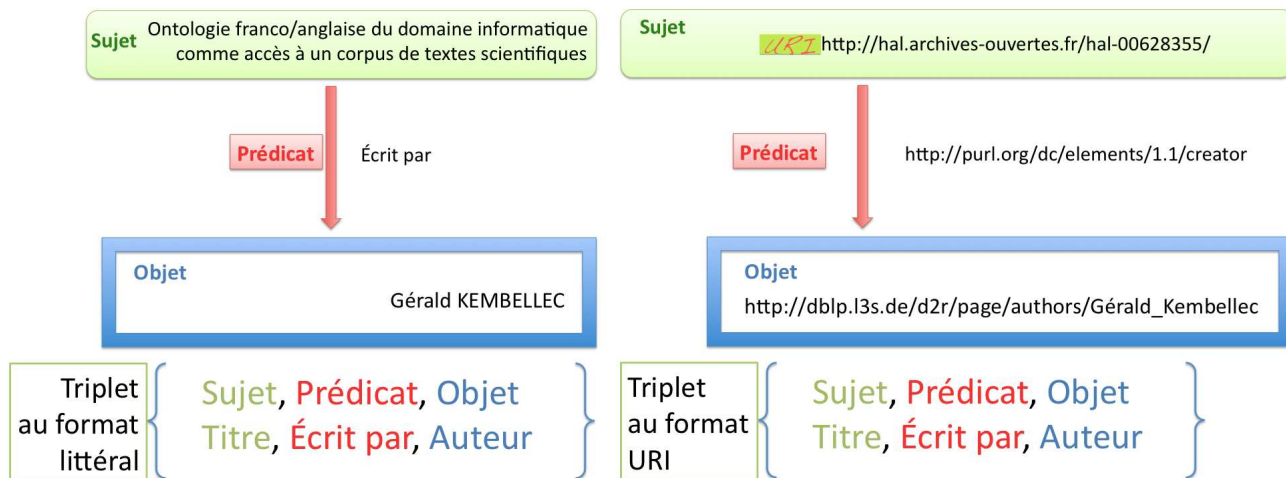 Sujet
Ontologie franco/anglaise du domaine informatique
comme accès à un corpus de textes scientifiques
Prédicat
Écrit par
Objet
Gérald KEMBELLEC
Triplet
au format
littéral
Sujet, Prédicat, Objet
Titre, Écrit par, Auteur
Sujet
URI http://hal.archives-ouvertes.fr/hal-00628355/
Prédicat
http://purl.org/dc/elements/1.1/creator
Objet
http://dblp.l3s.de/d2r/page/authors/Gérald_Kembellec
Triplet
au format
URI
Sujet, Prédicat, Objet
Titre, Écrit par, Auteur